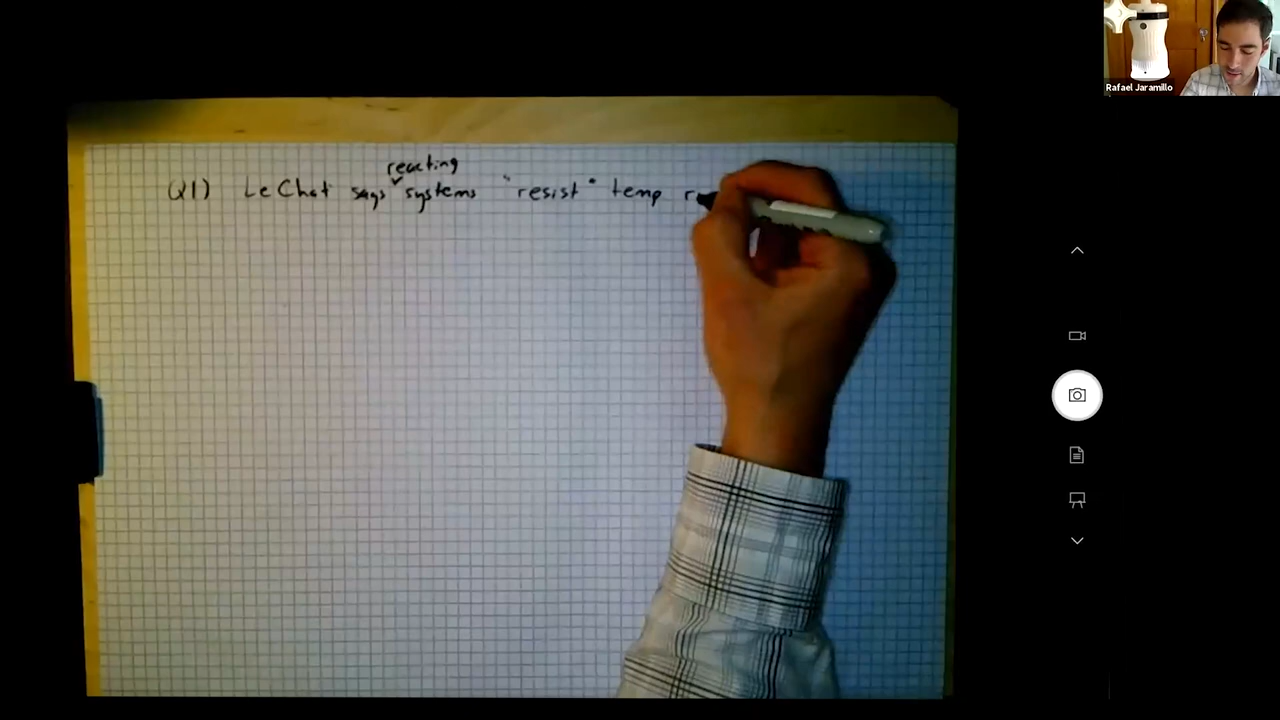 reacting
Q1) LeChat says systems "resist" temp r
Rafael Jaramillo